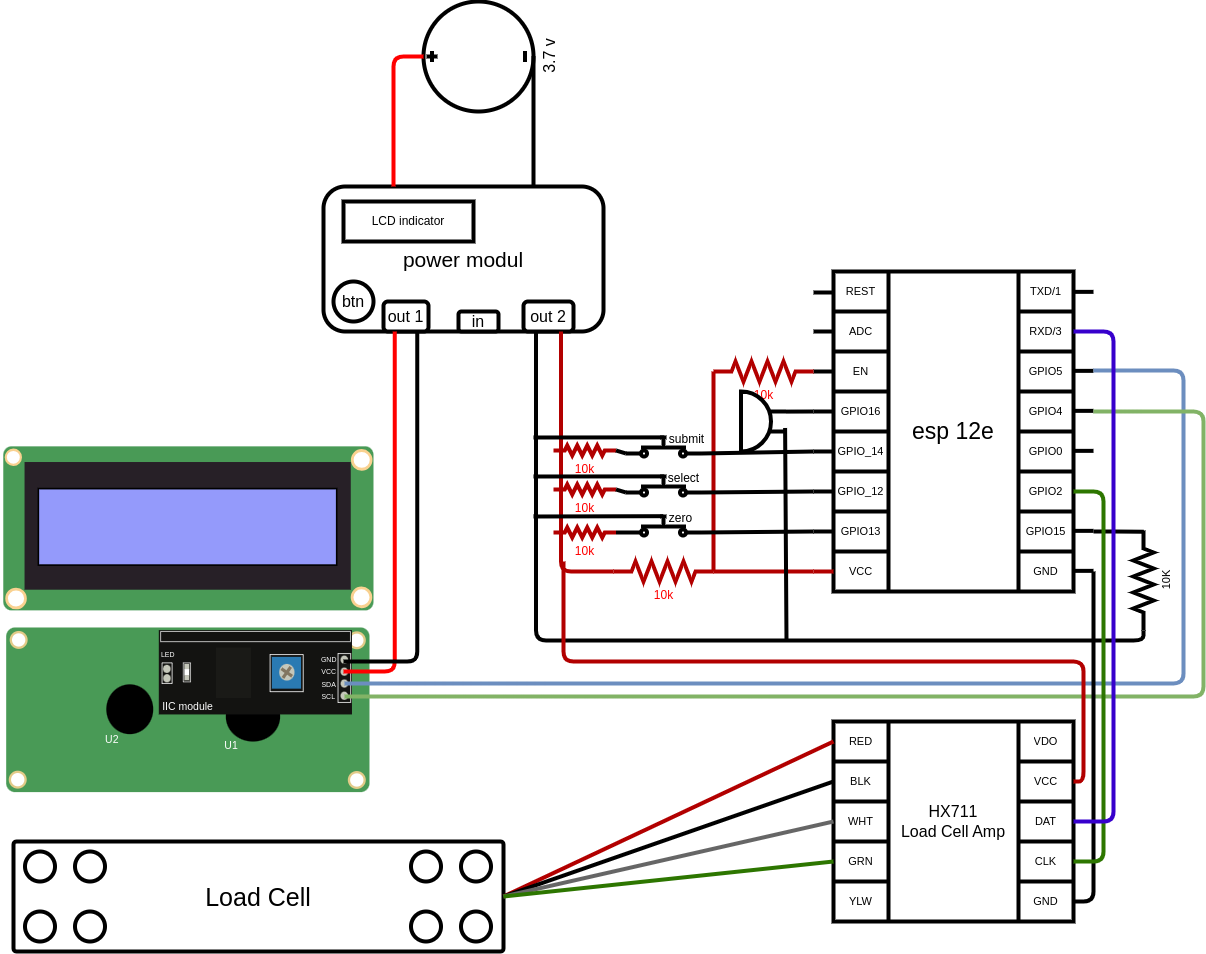 3.7 v
LCD indicator
power modul
btn
out 1
in
out 2
REST
ADC
EN
GPIO16
GPIO_14
GPIO_12
GPIO13
VCC
esp 12e
TXD/1
RXD/3
GPIO5
GPIO4
GPIO0
GPIO2
GPIO15
GND
10k
submit
10k
select
10k
zero
10k
10k
10K
LED
GND
VCC
SDA
SCL
IIC module
U2
U1
RED
BLK
WHT
GRN
YLW
HX711
Load Cell Amp
VDO
VCC
DAT
CLK
GND
Load Cell